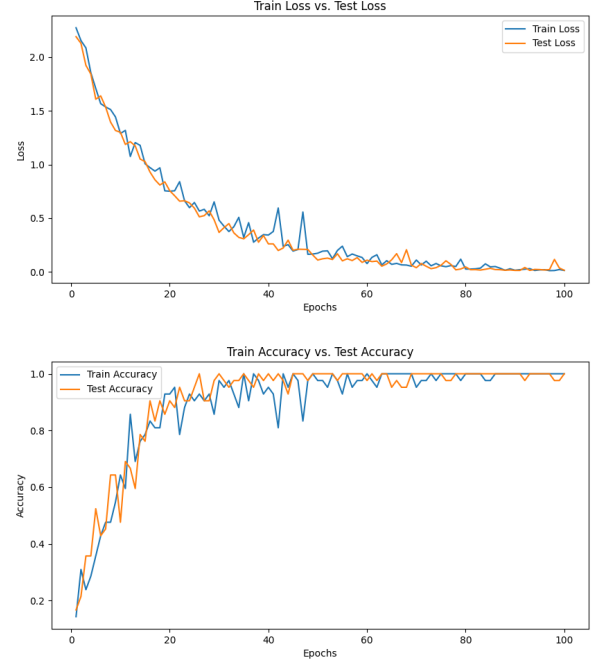 Train Loss vs. Test Loss
Train Loss
Test Loss
2.0
1.5
1.0
0.5
0.0
Loss
0
20
40
60
80
100
Epochs
Train Accuracy vs. Test Accuracy
Train Accuracy
Test Accuracy
1.0
0.8
0.6
0.4
0.2
Accuracy
0
20
40
60
80
100
Epochs